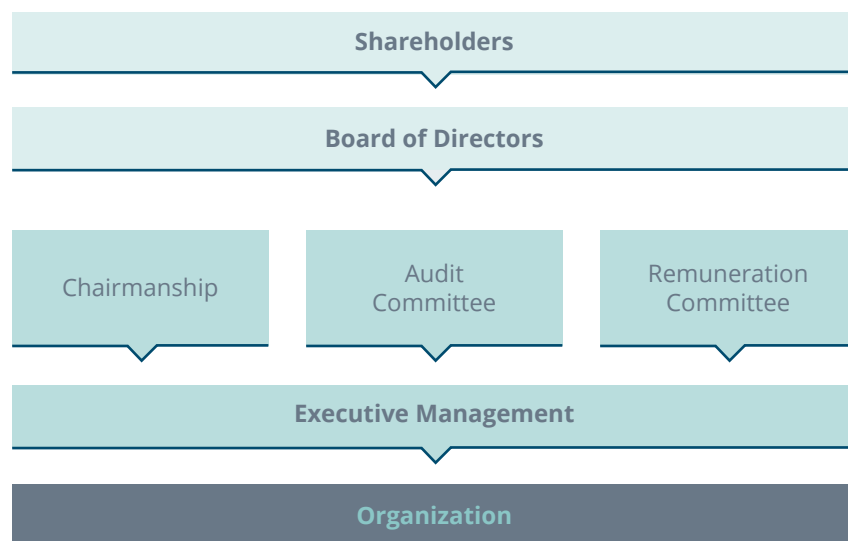 Shareholders
Board of Directors
Chairmanship
Audit
Committee
Remuneration
Committee
Executive Management
Organization